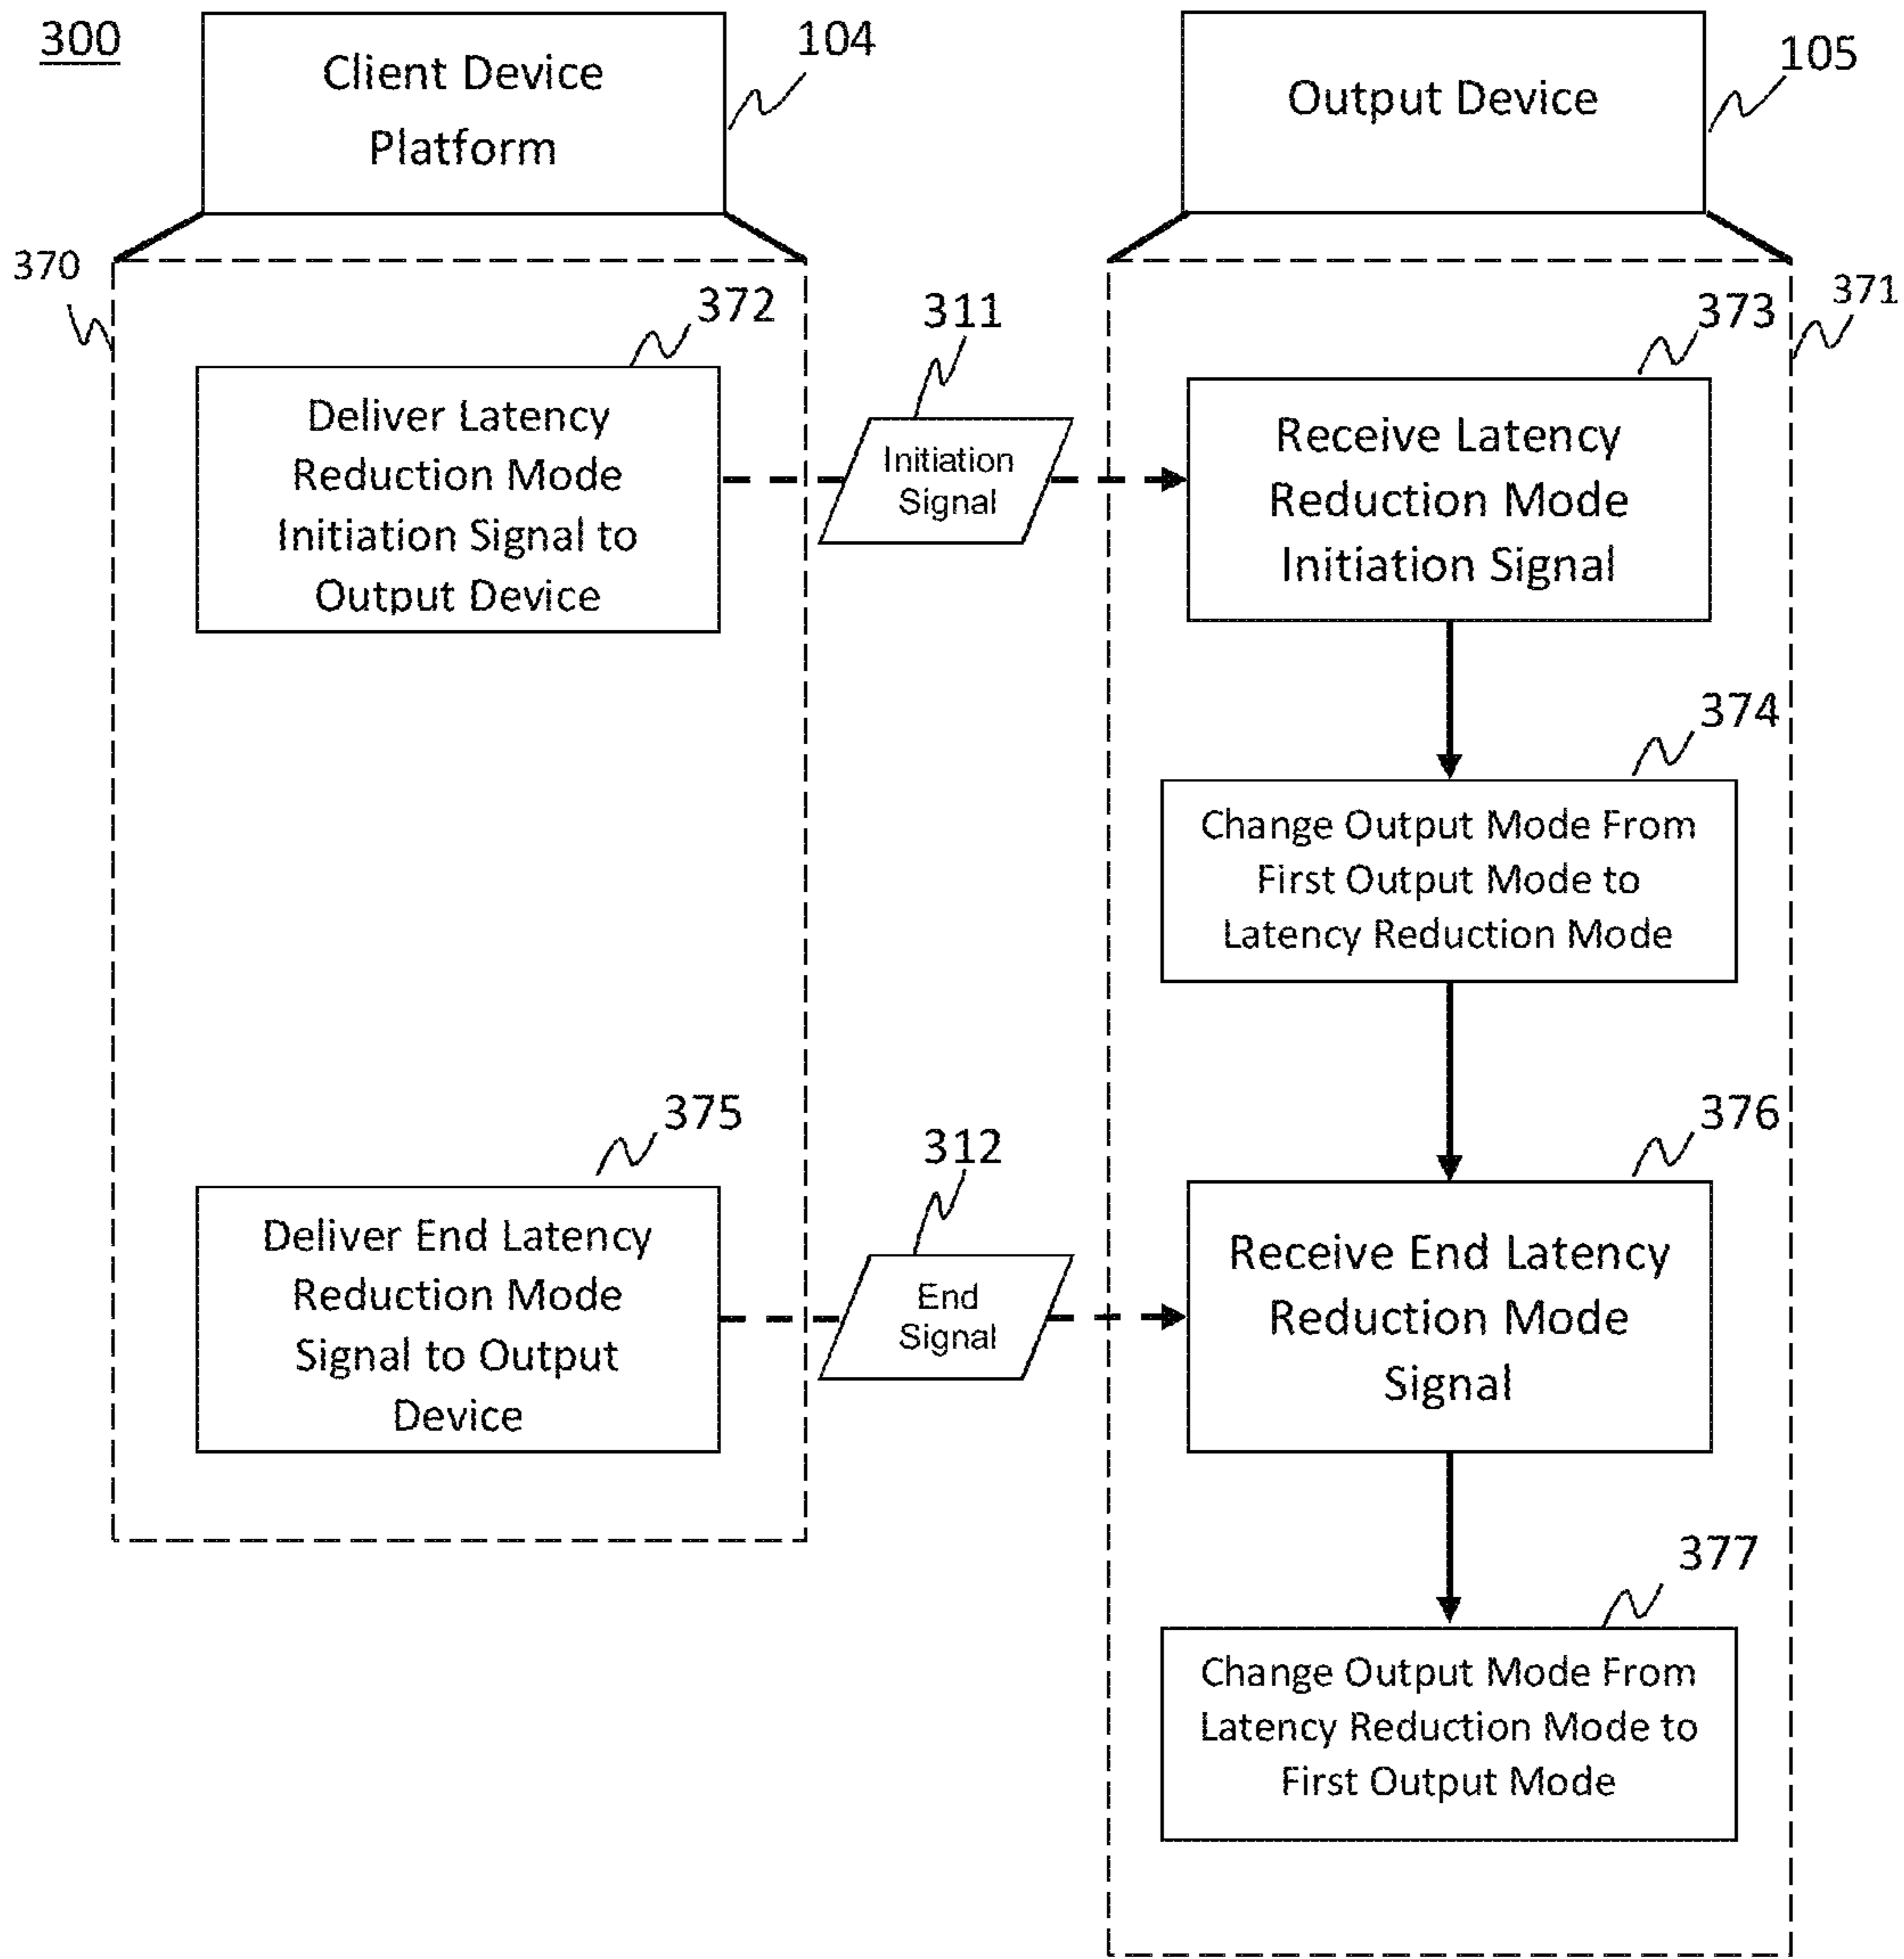 300
Client Device
Platform
104
Output Device
105
370
371
372
Deliver Latency
Reduction Mode
Initiation Signal to
Output Device
311
Initiation
Signal
373
Receive Latency
Reduction Mode
Initiation Signal
374
Change Output Mode From
First Output Mode to
Latency Reduction Mode
375
Deliver End Latency
Reduction Mode
Signal to Output
Device
312
End
Signal
376
Receive End Latency
Reduction Mode
Signal
377
Change Output Mode From
Latency Reduction Mode to
First Output Mode